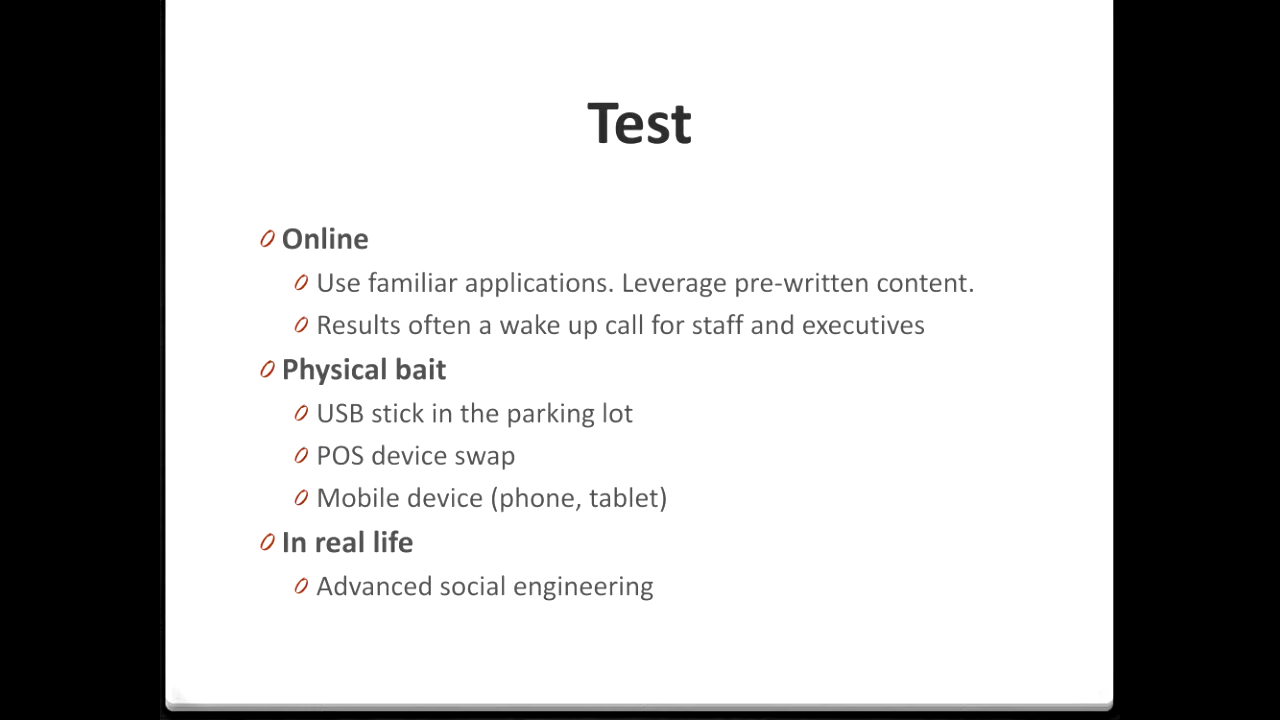 Test
Online
Use familiar applications. Leverage pre-written content.
Results often a wake up call for staff and executives
Physical bait
USB stick in the parking lot
POS device swap
Mobile device (phone, tablet)
In real life
Advanced social engineering